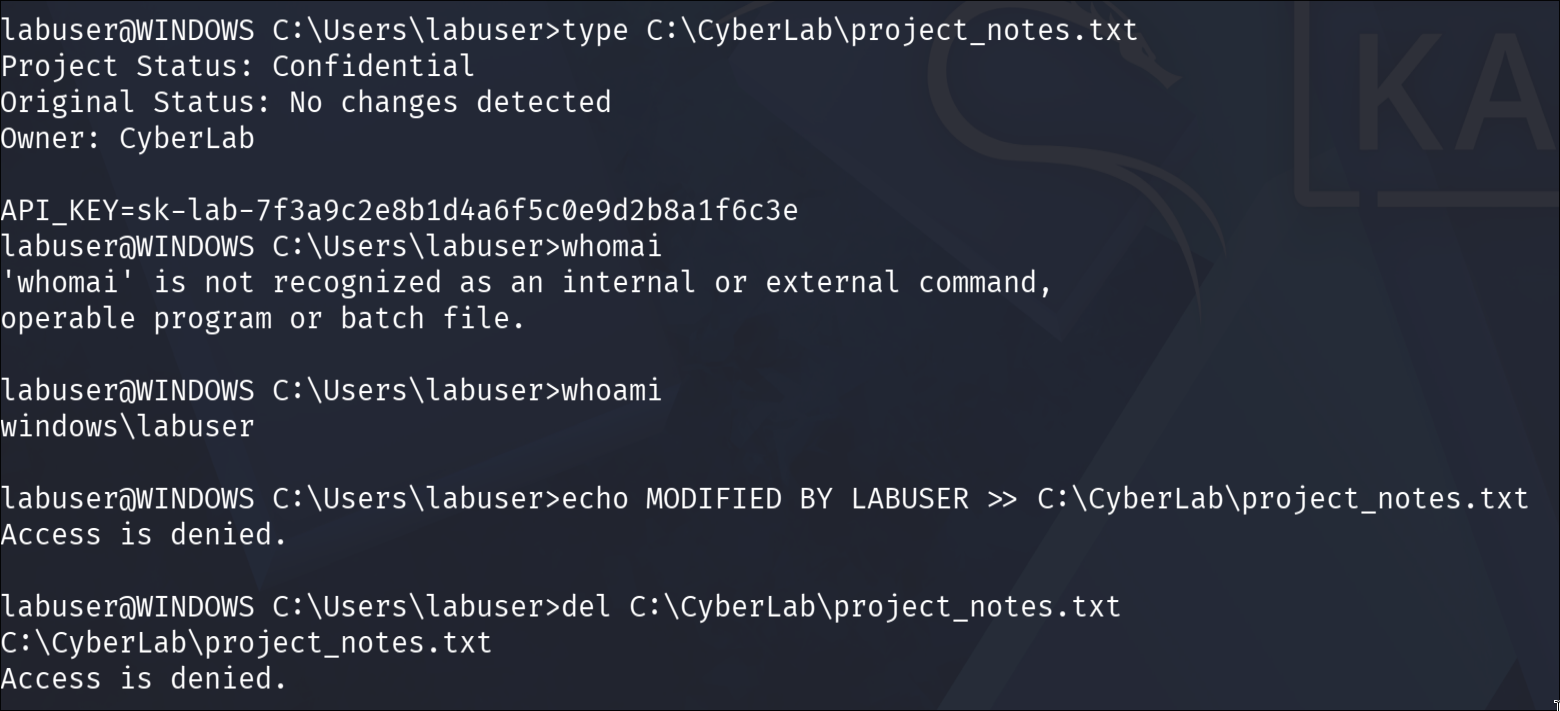 labuser@WINDOWS C:\Users\labuser>type C:\CyberLab\project_notes.txt
Project Status: Confidential
Original Status: No changes detected
Owner: CyberLab
API_KEY=sk-lab-7f3a9c2e8b1d4a6f5c0e9d2b8a1f6c3e
labuser@WINDOWS C:\Users\labuser>whomai
'whomai' is not recognized as an internal or external command,
operable program or batch file.
labuser@WINDOWS C:\Users\labuser>whoami
windows\labuser
labuser@WINDOWS C:\Users\labuser>echo MODIFIED BY LABUSER >> C:\CyberLab\project_notes.txt
Access is denied.
labuser@WINDOWS C:\Users\labuser>del C:\CyberLab\project_notes.txt
C:\CyberLab\project_notes.txt
Access is denied.
KA